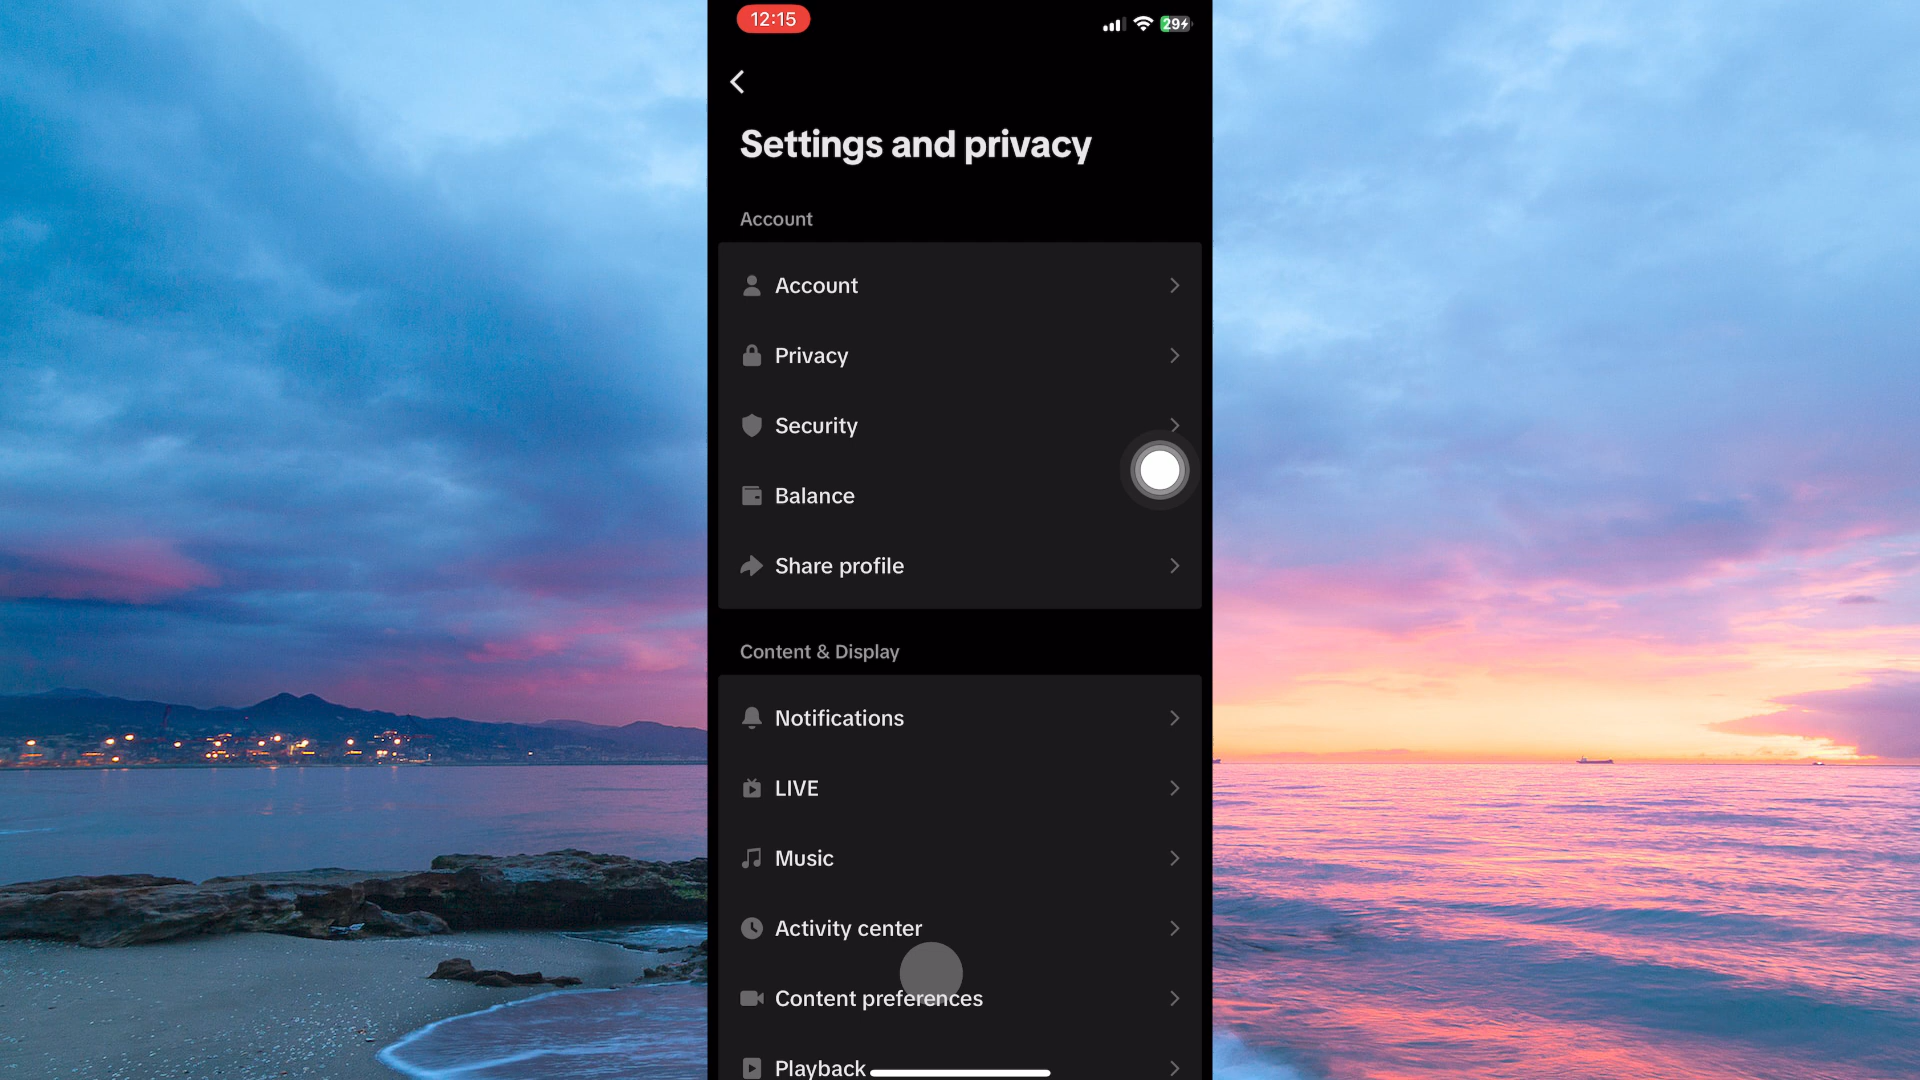 12:15
29
Settings and privacy
Account
Account
Privacy
Security
Balance
Share profile
Content & Display
Notifications
LIVE
Music
Activity center
Content preferences
Playback